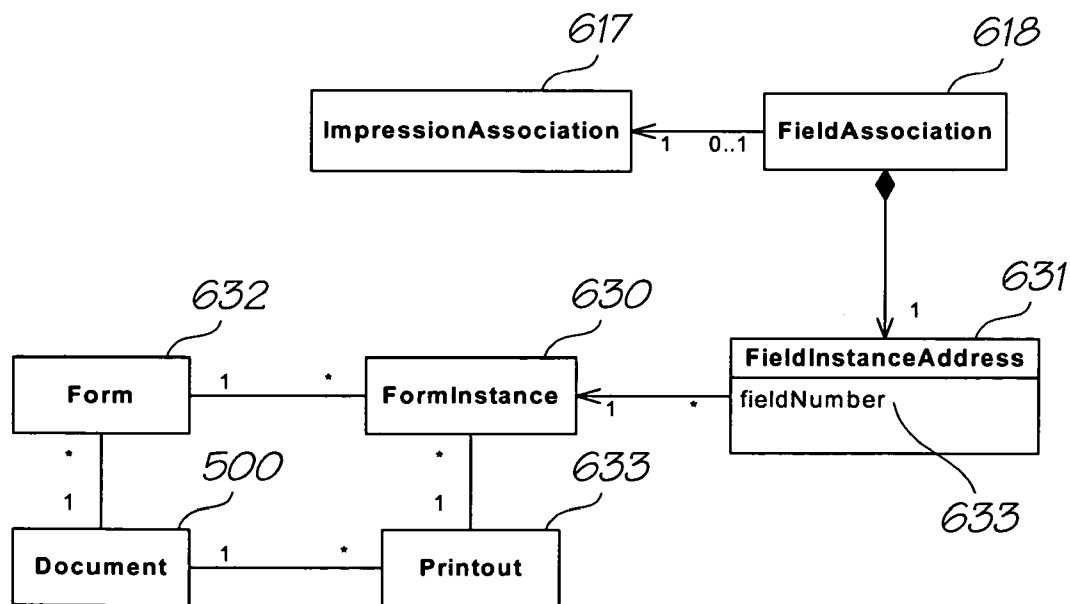 617
618
ImpressionAssociation
1
0..1
FieldAssociation
632
630
1
631
Form
1
*
FormInstance
1
*
FieldInstanceAddress
fieldNumber
*
1
500
*
1
633
633
Document
1
*
Printout